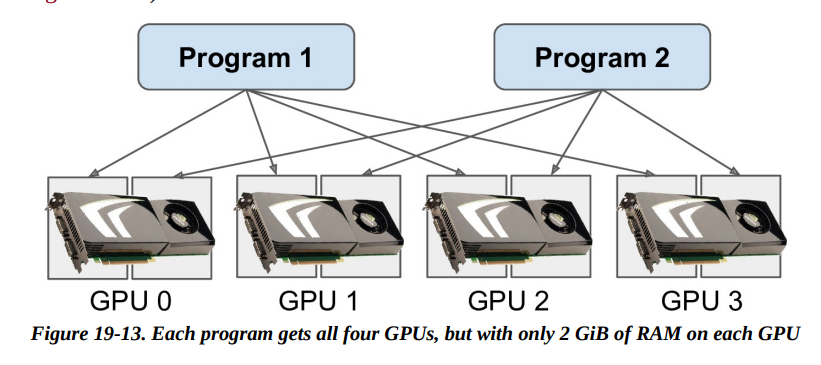 Program 1
Program 2
GPU 0
GPU 1
GPU 2
GPU 3
Figure 19-13. Each program gets all four GPUs, but with only 2 GiB of RAM on each GPU